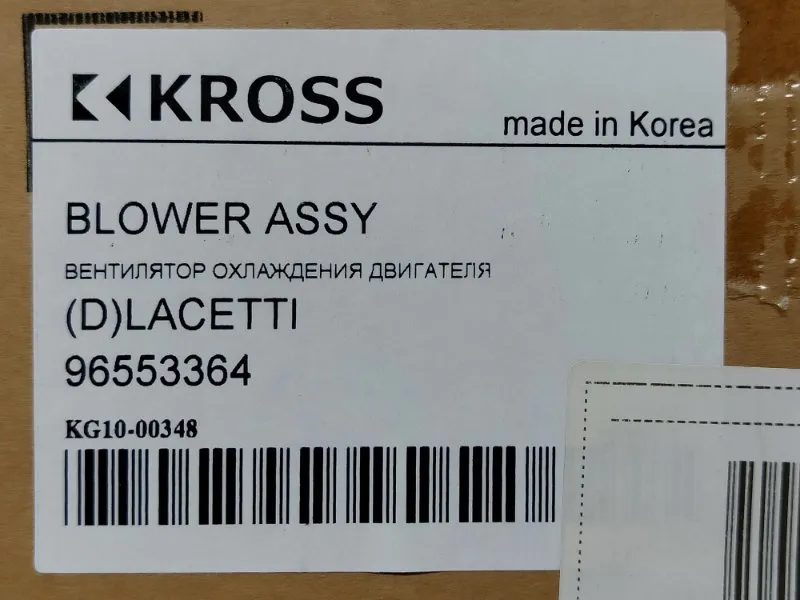 KROSS
made in Korea
BLOWER ASSY
ВЕНТИЛЯТОР ОХЛАЖДЕНИЯ ДВИГАТЕЛЯ
(D)LACETTI
96553364
KG10-00348